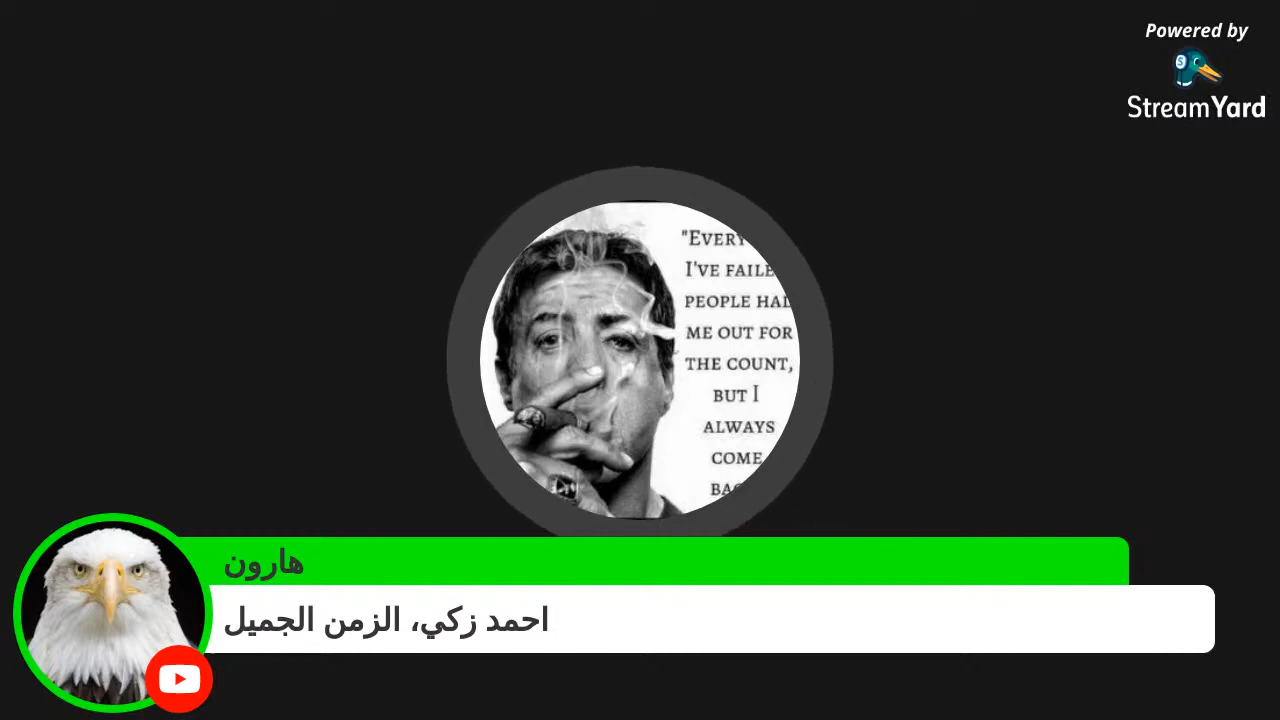 Powered by
StreamYard
"EVERY
I'VE FAILE
PEOPLE HAD
ME OUT FOR
THE COUNT,
BUT I
ALWAYS
COME
هارون
احمد زكي، الزمن الجميل